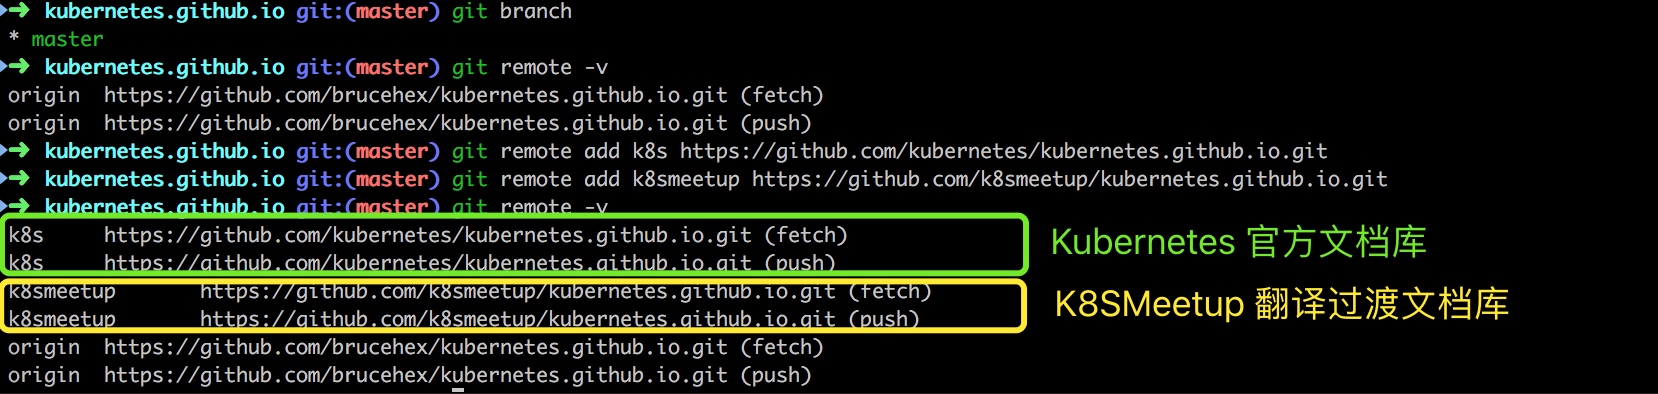 ➜ kubernetes.github.io git:(master) git branch
* master
➜ kubernetes.github.io git:(master) git remote -v
origin https://github.com/brucehex/kubernetes.github.io.git (fetch)
origin https://github.com/brucehex/kubernetes.github.io.git (push)
➜ kubernetes.github.io git:(master) git remote add k8s https://github.com/kubernetes/kubernetes.github.io.git
➜ kubernetes.github.io git:(master) git remote add k8smeetup https://github.com/k8smeetup/kubernetes.github.io.git
➜ kubernetes.github.io git:(master) git remote -v
k8s https://github.com/kubernetes/kubernetes.github.io.git (fetch)
k8s https://github.com/kubernetes/kubernetes.github.io.git (push)
Kubernetes 官方文档库
k8smeetup https://github.com/k8smeetup/kubernetes.github.io.git (fetch)
k8smeetup https://github.com/k8smeetup/kubernetes.github.io.git (push)
K8SMeetup 翻译过渡文档库
origin https://github.com/brucehex/kubernetes.github.io.git (fetch)
origin https://github.com/brucehex/kubernetes.github.io.git (push)